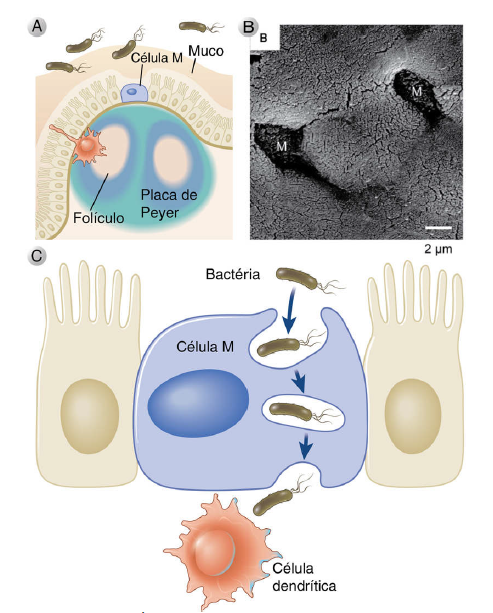 A
Célula M
Muco
Folículo
Placa de
Peyer
B
B
M
M
2 µm
C
Bactéria
Célula M
Célula
dendrítica